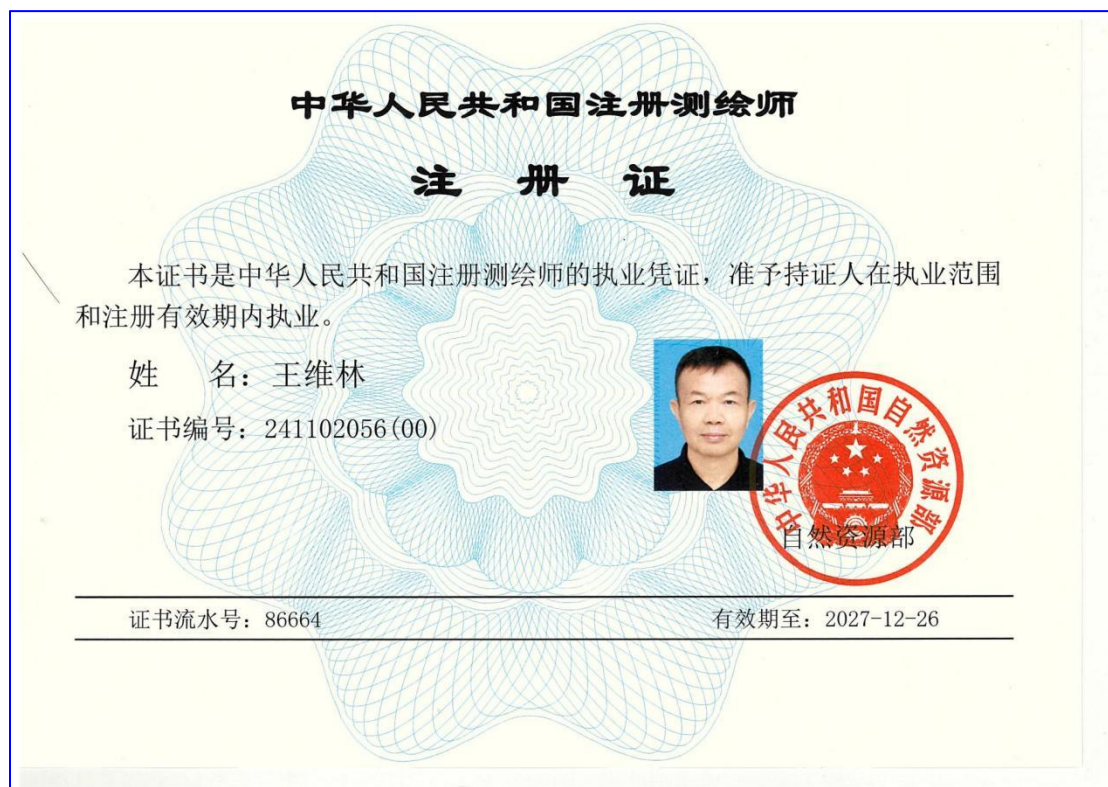 中华人民共和国注册测绘师
注 册 证
本证书是中华人民共和国注册测绘师的执业凭证，准予持证人在执业范围
和注册有效期内执业。
姓 名：王维林
证书编号：241102056(00)
中华人民共和国自然资源部
自然资源部
证书流水号：86664
有效期至：2027-12-26